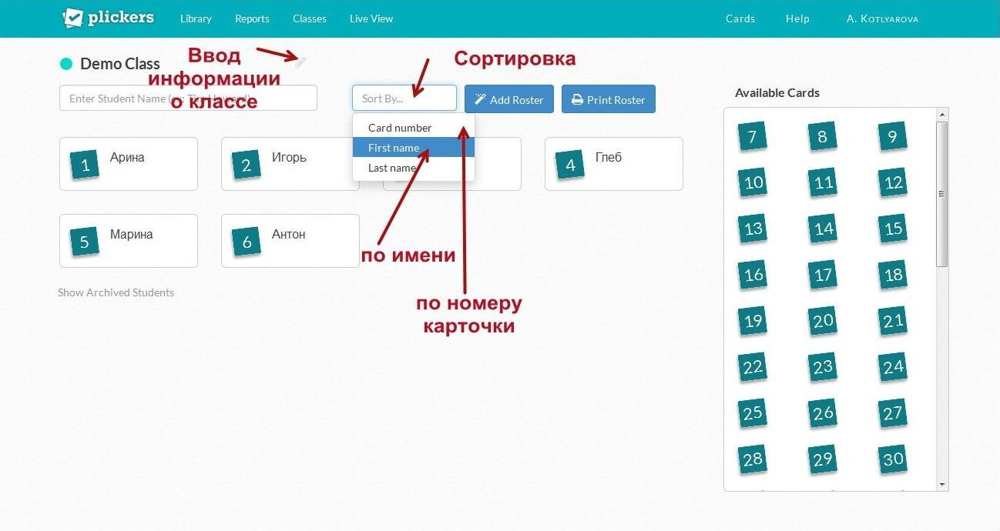 plickers
Library Reports Classes Live View
Cards Help A. Kotlyarova
Demo Class
Ввод
информации
о классе
Сортировка
Enter Student Name (ex:
Sort By...
Add Roster
Print Roster
Card number
First name
Last name
1 Арина
2 Игорь
4 Глеб
5 Марина
6 Антон
по имени
по номеру
карточки
Show Archived Students
Available Cards
7 8 9
10 11 12
13 14 15
16 17 18
19 20 21
22 23 24
25 26 27
28 29 30